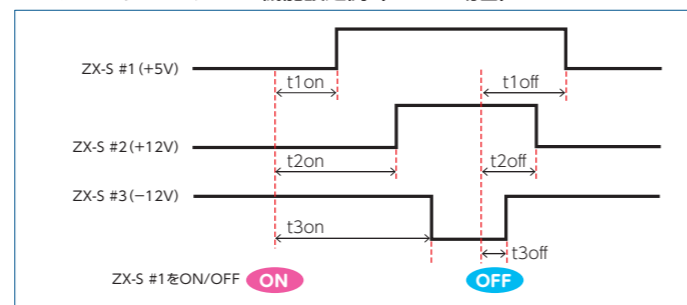 ZX-S #1(+5V)
t1on
t1off
ZX-S #2(+12V)
t2on
t2off
ZX-S #3(−12V)
t3on
t3off
ZX-S #1をON/OFF ON OFF